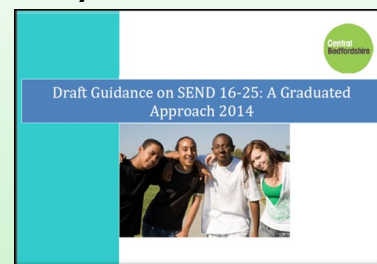 Central
Bedfordshire
Draft Guidance on SEND 16-25: A Graduated
Approach 2014